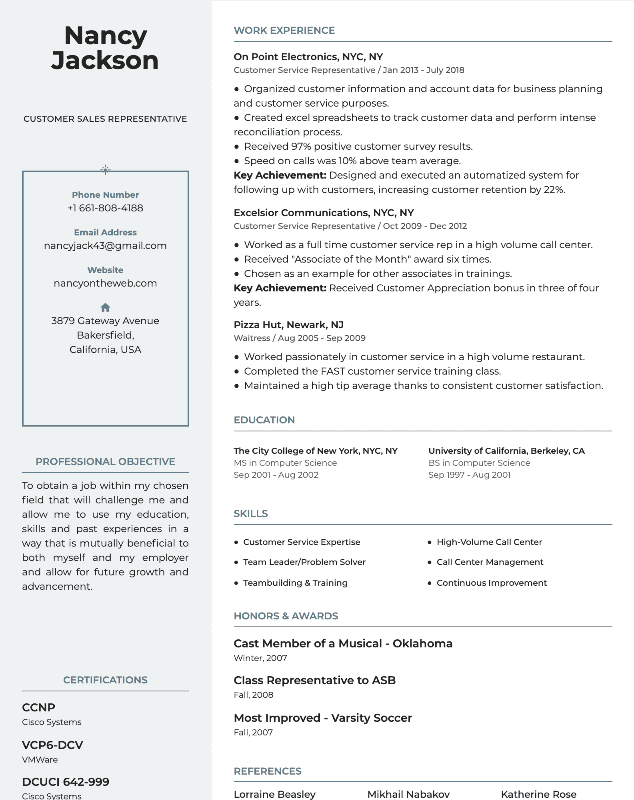 Nancy
Jackson
CUSTOMER SALES REPRESENTATIVE
Phone Number
+1 661-808-4188
Email Address
nancyjack43@gmail.com
Website
nancyontheweb.com
3879 Gateway Avenue
Bakersfield,
California, USA
PROFESSIONAL OBJECTIVE
To obtain a job within my chosen
field that will challenge me and
allow me to use my education,
skills and past experiences in a
way that is mutually beneficial to
both myself and my employer
and allow for future growth and
advancement.
CERTIFICATIONS
CCNP
Cisco Systems
VCP6-DCV
VMWare
DCUCI 642-999
Cisco Systems
WORK EXPERIENCE
On Point Electronics, NYC, NY
Customer Service Representative / Jan 2013 - July 2018
● Organized customer information and account data for business planning
and customer service purposes.
● Created excel spreadsheets to track customer data and perform intense
reconciliation process.
● Received 97% positive customer survey results.
● Speed on calls was 10% above team average.
Key Achievement: Designed and executed an automatized system for
following up with customers, increasing customer retention by 22%.
Excelsior Communications, NYC, NY
Customer Service Representative / Oct 2009 - Dec 2012
● Worked as a full time customer service rep in a high volume call center.
● Received "Associate of the Month" award six times.
● Chosen as an example for other associates in trainings.
Key Achievement: Received Customer Appreciation bonus in three of four
years.
Pizza Hut, Newark, NJ
Waitress / Aug 2005 - Sep 2009
● Worked passionately in customer service in a high volume restaurant.
● Completed the FAST customer service training class.
● Maintained a high tip average thanks to consistent customer satisfaction.
EDUCATION
The City College of New York, NYC, NY
MS in Computer Science
Sep 2001 - Aug 2002
University of California, Berkeley, CA
BS in Computer Science
Sep 1997 - Aug 2001
SKILLS
● Customer Service Expertise
● High-Volume Call Center
● Team Leader/Problem Solver
● Call Center Management
● Teambuilding & Training
● Continuous Improvement
HONORS & AWARDS
Cast Member of a Musical - Oklahoma
Winter, 2007
Class Representative to ASB
Fall, 2008
Most Improved - Varsity Soccer
Fall, 2007
REFERENCES
Lorraine Beasley
Mikhail Nabakov
Katherine Rose